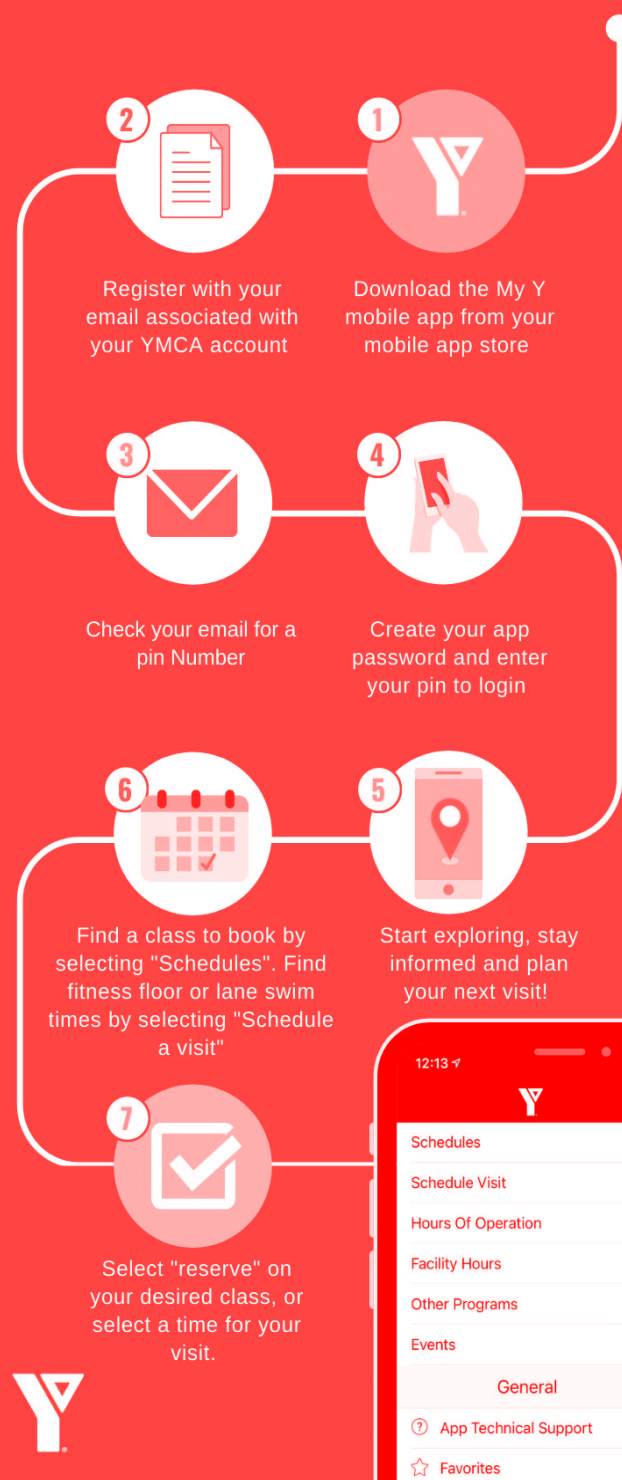 1
Download the My Y
mobile app from your
mobile app store
2
Register with your
email associated with
your YMCA account
3
Check your email for a
pin Number
4
Create your app
password and enter
your pin to login
5
Start exploring, stay
informed and plan
your next visit!
6
Find a class to book by
selecting "Schedules". Find
fitness floor or lane swim
times by selecting "Schedule
a visit"
7
Select "reserve" on
your desired class, or
select a time for your
visit.
12:13
Schedules
Schedule Visit
Hours Of Operation
Facility Hours
Other Programs
Events
General
? App Technical Support
Favorites